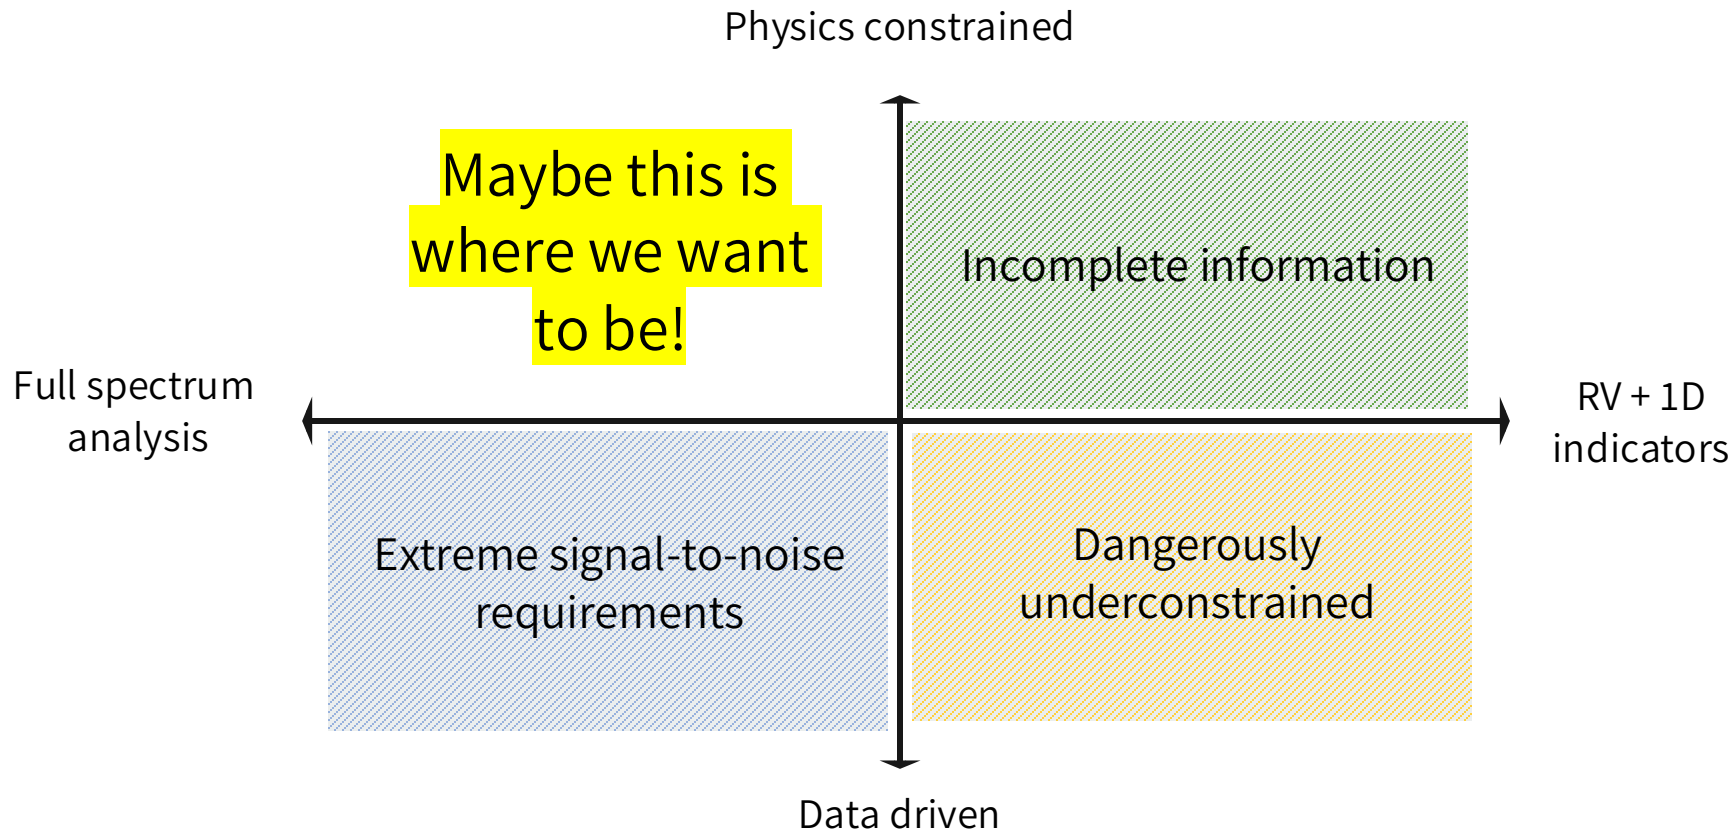 Physics constrained
Maybe this is
where we want
to be!
Incomplete information
Full spectrum
analysis
RV + 1D
indicators
Extreme signal-to-noise
requirements
Dangerously
underconstrained
Data driven